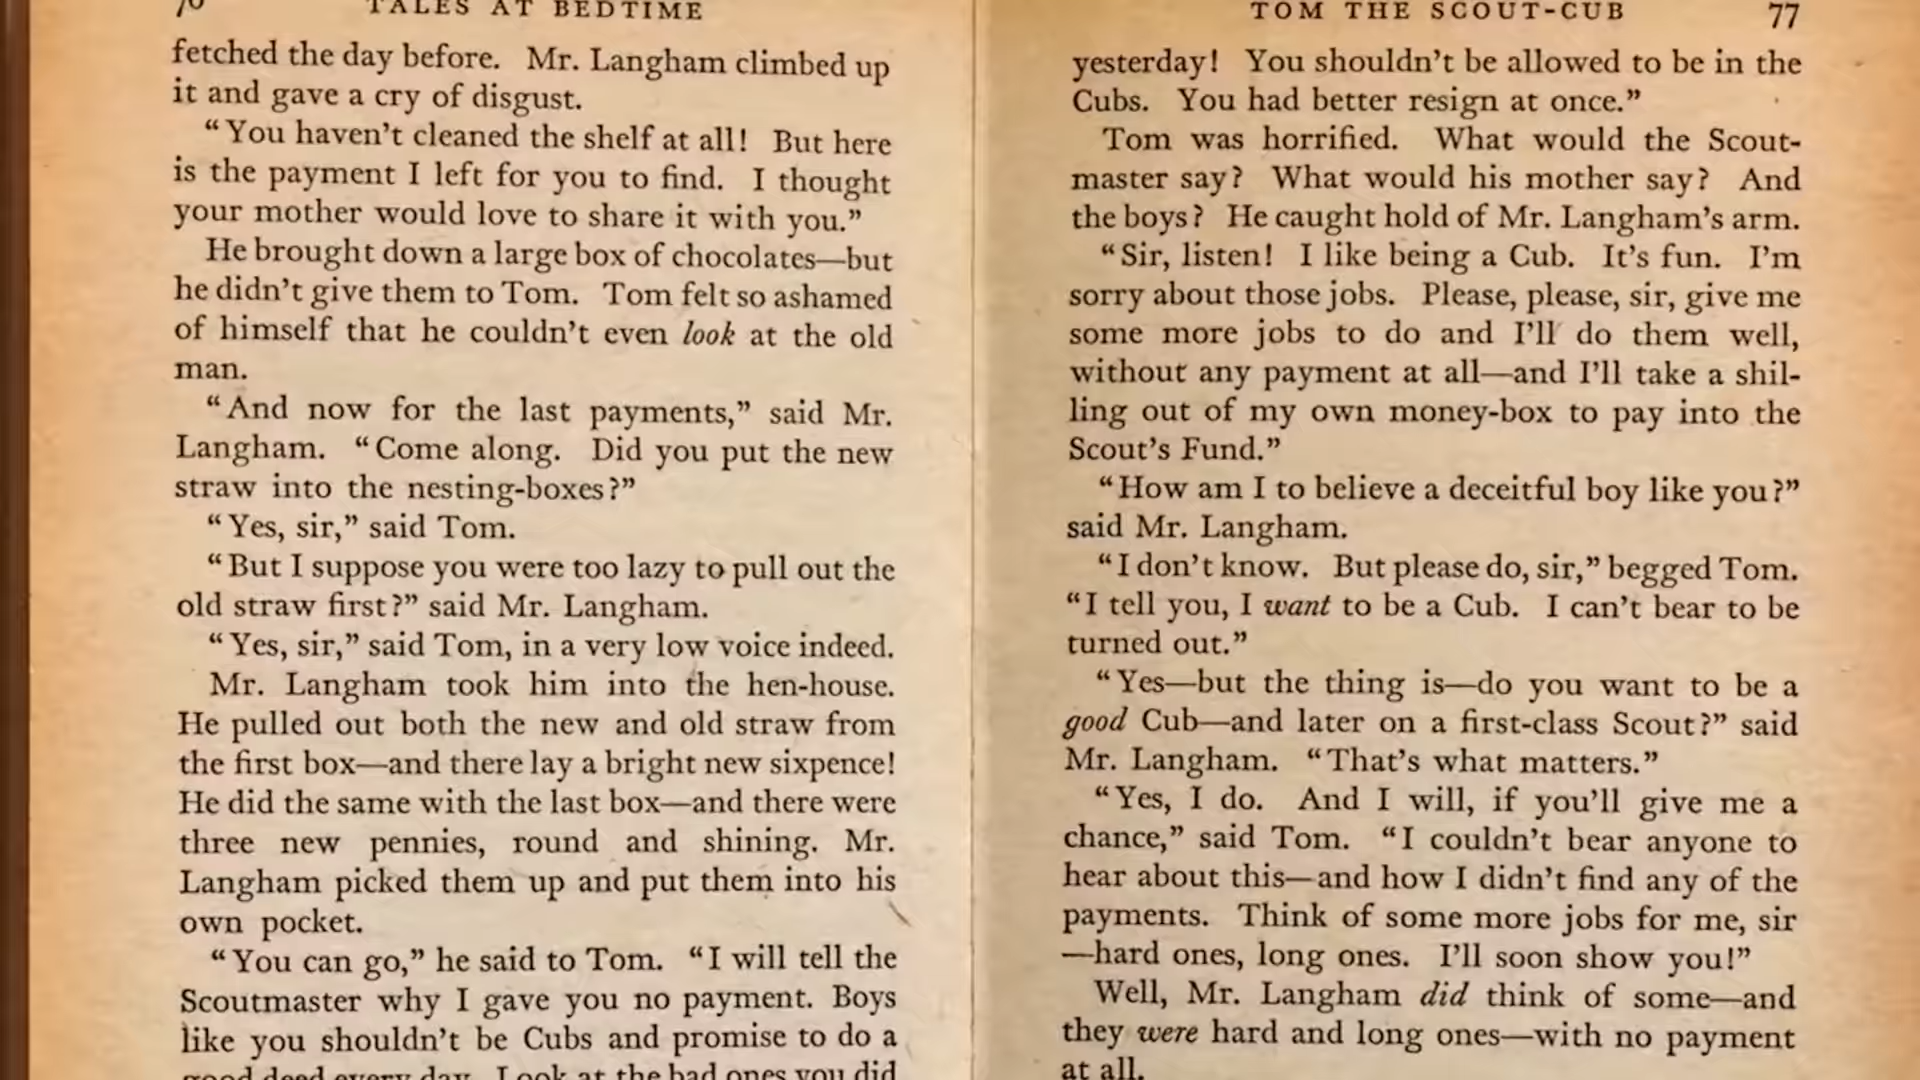 76 TALES AT BEDTIME
fetched the day before. Mr. Langham climbed up
it and gave a cry of disgust.
“You haven’t cleaned the shelf at all! But here
is the payment I left for you to find. I thought
your mother would love to share it with you.”
He brought down a large box of chocolates—but
he didn’t give them to Tom. Tom felt so ashamed
of himself that he couldn’t even look at the old
man.
“And now for the last payments,” said Mr.
Langham. “Come along. Did you put the new
straw into the nesting-boxes?”
“Yes, sir,” said Tom.
“But I suppose you were too lazy to pull out the
old straw first?” said Mr. Langham.
“Yes, sir,” said Tom, in a very low voice indeed.
Mr. Langham took him into the hen-house.
He pulled out both the new and old straw from
the first box—and there lay a bright new sixpence!
He did the same with the last box—and there were
three new pennies, round and shining. Mr.
Langham picked them up and put them into his
own pocket.
“You can go,” he said to Tom. “I will tell the
Scoutmaster why I gave you no payment. Boys
like you shouldn’t be Cubs and promise to do a
good deed every day. Look at the bad ones you did
TOM THE SCOUT-CUB 77
yesterday! You shouldn’t be allowed to be in the
Cubs. You had better resign at once.”
Tom was horrified. What would the Scout-
master say? What would his mother say? And
the boys? He caught hold of Mr. Langham’s arm.
“Sir, listen! I like being a Cub. It’s fun. I’m
sorry about those jobs. Please, please, sir, give me
some more jobs to do and I’ll do them well,
without any payment at all—and I’ll take a shil-
ling out of my own money-box to pay into the
Scout’s Fund.”
“How am I to believe a deceitful boy like you?”
said Mr. Langham.
“I don’t know. But please do, sir,” begged Tom.
“I tell you, I want to be a Cub. I can’t bear to be
turned out.”
“Yes—but the thing is—do you want to be a
good Cub—and later on a first-class Scout?” said
Mr. Langham. “That’s what matters.”
“Yes, I do. And I will, if you’ll give me a
chance,” said Tom. “I couldn’t bear anyone to
hear about this—and how I didn’t find any of the
payments. Think of some more jobs for me, sir
—hard ones, long ones. I’ll soon show you!”
Well, Mr. Langham did think of some—and
they were hard and long ones—with no payment
at all.